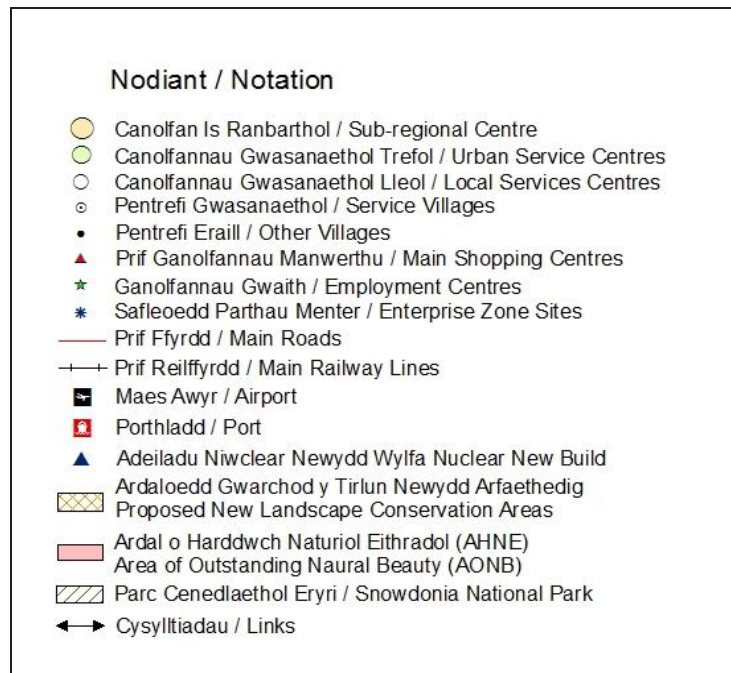 Nodiant / Notation
Canolfan Is Ranbarthol / Sub-regional Centre
Canolfannau Gwasanaethol Trefol / Urban Service Centres
Canolfannau Gwasanaethol Lleol / Local Services Centres
Pentrefi Gwasanaethol / Service Villages
Pentrefi Eraill / Other Villages
Prif Ganolfannau Manwerthu / Main Shopping Centres
Ganolfannau Gwaith / Employment Centres
Safleoedd Parthau Menter / Enterprise Zone Sites
Prif Ffyrdd / Main Roads
Prif Reilffyrdd / Main Railway Lines
Maes Awyr / Airport
Porthladd / Port
Adeiladu Niwclear Newydd Wylfa Nuclear New Build
Ardaloedd Gwarchod y Tirlun Newydd Arfaethedig
Proposed New Landscape Conservation Areas
Ardal o Harddwch Naturiol Eithradol (AHNE)
Area of Outstanding Naural Beauty (AONB)
Parc Cenedlaethol Eryri / Snowdonia National Park
Cysylltiadau / Links